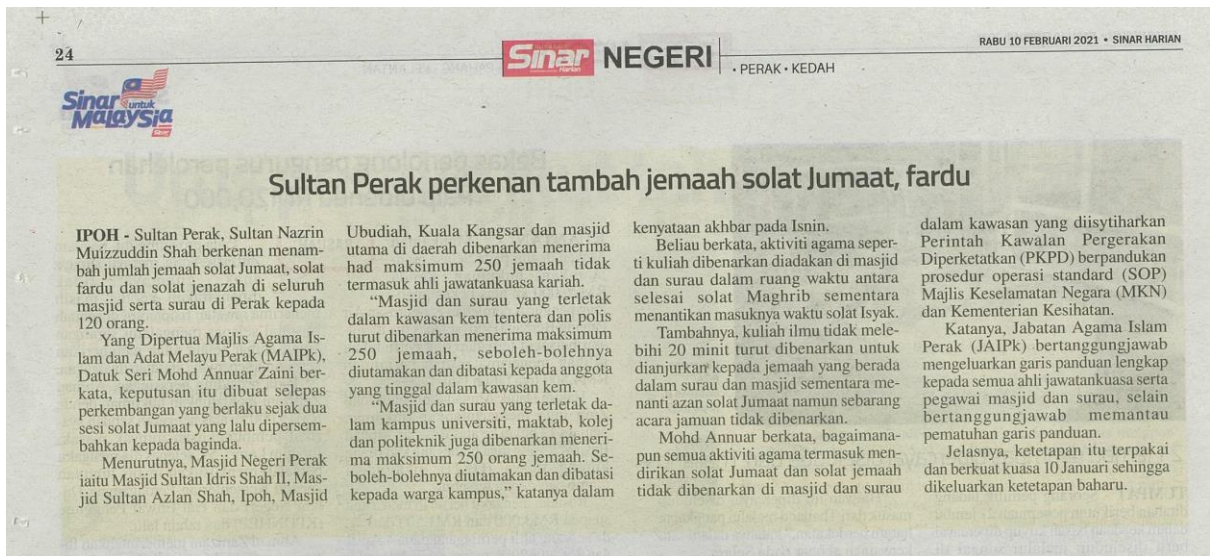 24
Sinar
Harian
NEGERI
• PERAK • KEDAH
RABU 10 FEBRUARI 2021 • SINAR HARIAN
Sinar
untuk
Malaysia
Sultan Perak perkenan tambah jemaah solat Jumaat, fardu
IPOH - Sultan Perak, Sultan Nazrin
Muizzuddin Shah berkenan menam-
bah jumlah jemaah solat Jumaat, solat
fardu dan solat jenazah di seluruh
masjid serta surau di Perak kepada
120 orang.
Yang Dipertua Majlis Agama Is-
lam dan Adat Melayu Perak (MAIPk),
Datuk Seri Mohd Annuar Zaini ber-
kata, keputusan itu dibuat selepas
perkembangan yang berlaku sejak dua
sesi solat Jumaat yang lalu dipersem-
bahkan kepada baginda.
Menurutnya, Masjid Negeri Perak
iaitu Masjid Sultan Idris Shah II, Mas-
jid Sultan Azlan Shah, Ipoh, Masjid
Ubudiah, Kuala Kangsar dan masjid
utama di daerah dibenarkan menerima
had maksimum 250 jemaah tidak
termasuk ahli jawatankuasa kariah.
“Masjid dan surau yang terletak
dalam kawasan kem tentera dan polis
turut dibenarkan menerima maksimum
250 jemaah, seboleh-bolehnya
diutamakan dan dibatasi kepada anggota
yang tinggal dalam kawasan kem.
“Masjid dan surau yang terletak da-
lam kampus universiti, maktab, kolej
dan politeknik juga dibenarkan meneri-
ma maksimum 250 orang jemaah. Se-
boleh-bolehnya diutamakan dan dibatasi
kepada warga kampus,” katanya dalam
kenyataan akhbar pada Isnin.
Beliau berkata, aktiviti agama seper-
ti kuliah dibenarkan diadakan di masjid
dan surau dalam ruang waktu antara
selesai solat Maghrib sementara
menantikan masuknya waktu solat Isyak.
Tambahnya, kuliah ilmu tidak mele-
bihi 20 minit turut dibenarkan untuk
dianjurkan kepada jemaah yang berada
dalam surau dan masjid sementara me-
nanti azan solat Jumaat namun sebarang
acara jamuan tidak dibenarkan.
Mohd Annuar berkata, bagaimana-
pun semua aktiviti agama termasuk men-
dirikan solat Jumaat dan solat jemaah
tidak dibenarkan di masjid dan surau
dalam kawasan yang diisytiharkan
Perintah Kawalan Pergerakan
Diperketatkan (PKPD) berpandukan
prosedur operasi standard (SOP)
Majlis Keselamatan Negara (MKN)
dan Kementerian Kesihatan.
Katanya, Jabatan Agama Islam
Perak (JAIPk) bertanggungjawab
mengeluarkan garis panduan lengkap
kepada semua ahli jawatankuasa serta
pegawai masjid dan surau, selain
bertanggungjawab memantau
pematuhan garis panduan.
Jelasnya, ketetapan itu terpakai
dan berkuat kuasa 10 Januari sehingga
dikeluarkan ketetapan baharu.